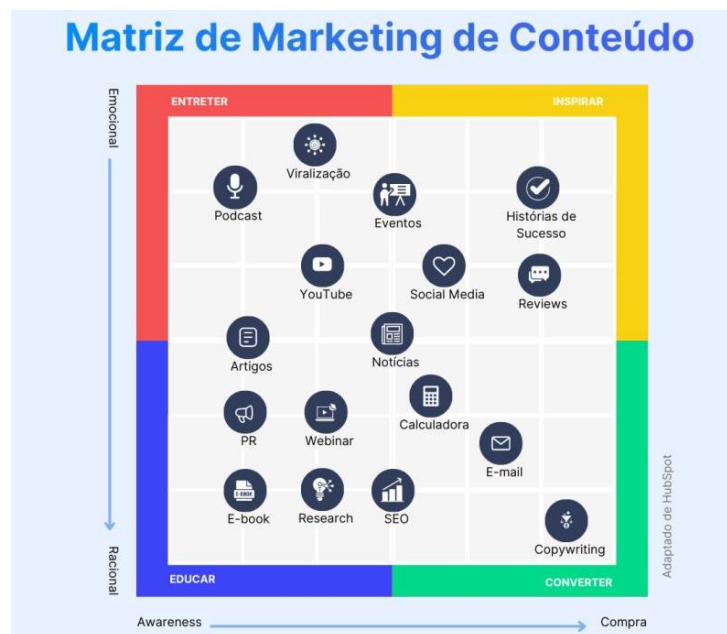 Matriz de Marketing de Conteúdo
Emocional
ENTRETER
INSPIRAR
Viralização
Podcast
Eventos
Histórias de
Sucesso
YouTube
Social Media
Reviews
Artigos
Notícias
PR
Webinar
Calculadora
E-mail
E-BOOK
E-book
Research
SEO
Copywriting
Racional
EDUCAR
CONVERTER
Adaptado de HubSpot
Awareness
Compra